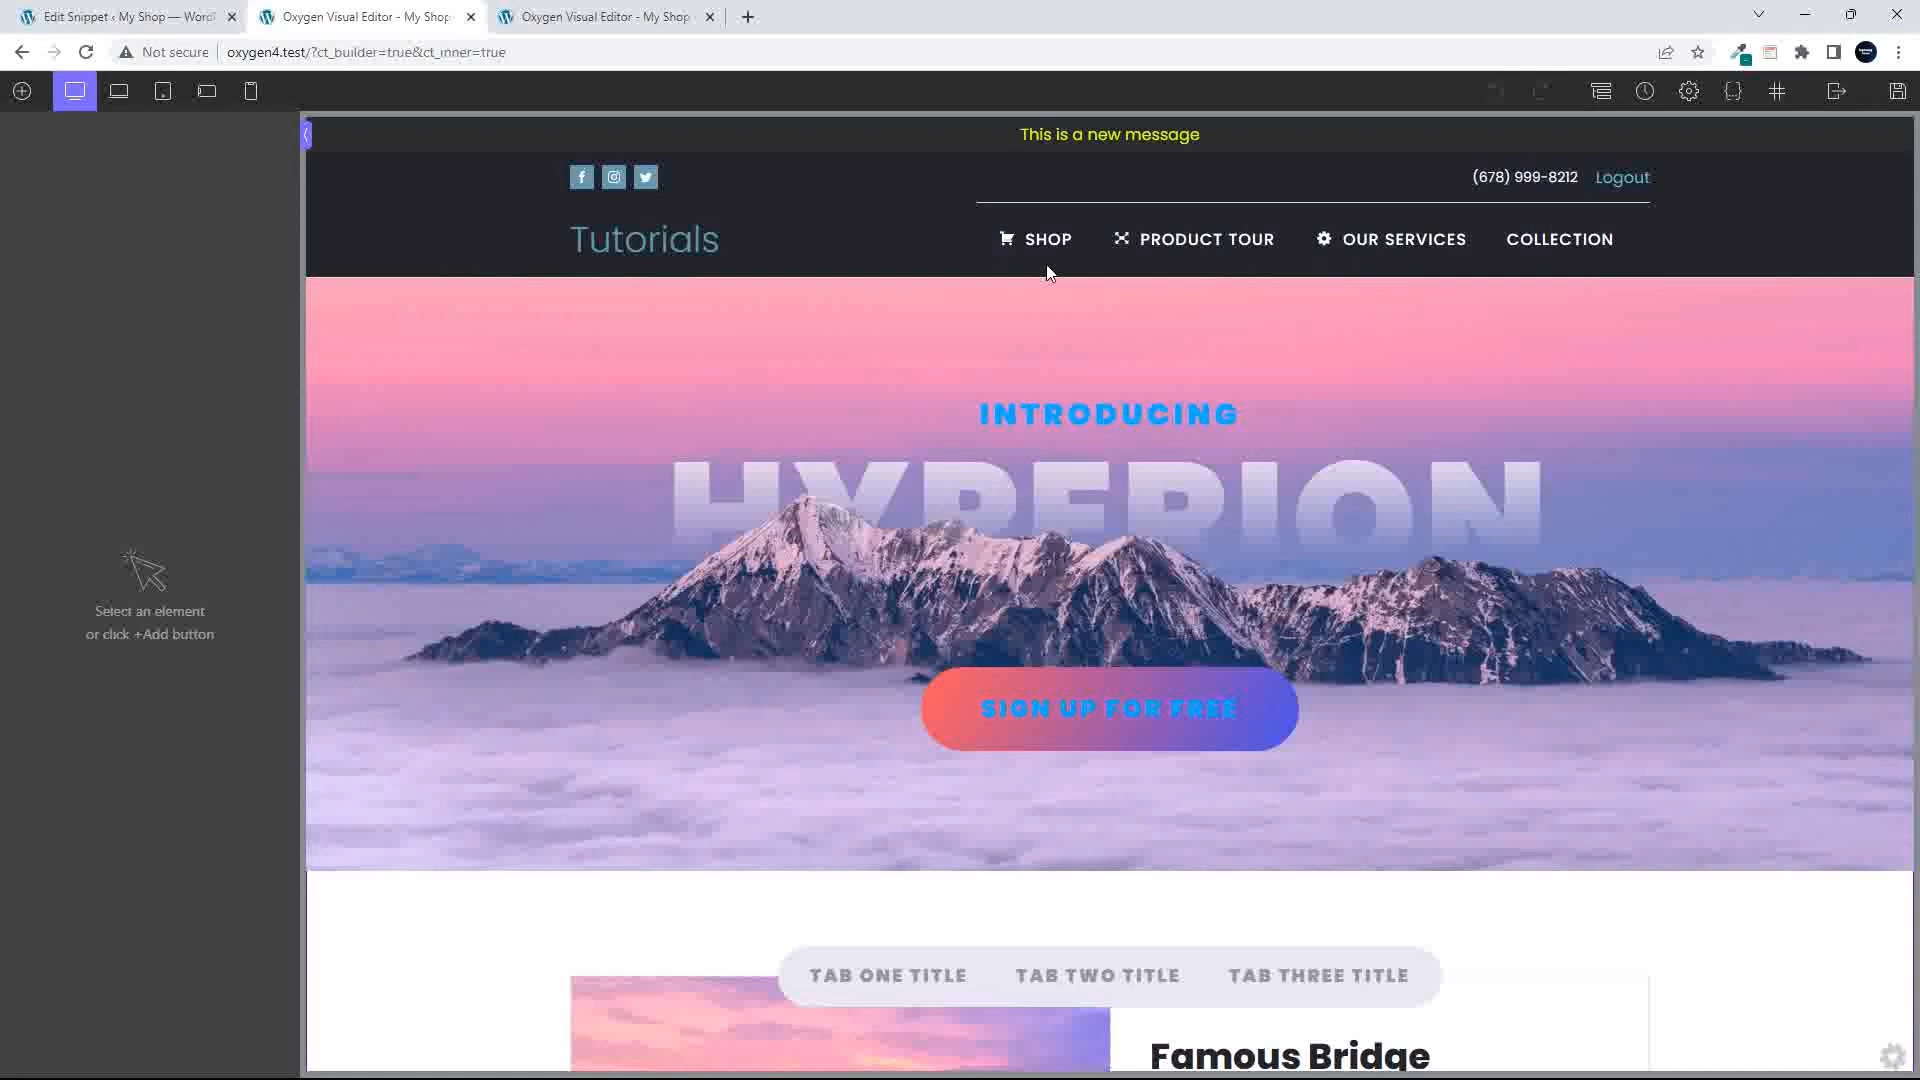 Edit Snippet ‹ My Shop — Word
Oxygen Visual Editor - My Shop
Oxygen Visual Editor - My Shop
Not secure
oxygen4.test/?ct_builder=true&ct_inner=true
This is a new message
(678) 999-8212
Logout
Tutorials
SHOP
PRODUCT TOUR
OUR SERVICES
COLLECTION
INTRODUCING
HYPERION
SIGN UP FOR FREE
Select an element
or click +Add button
TAB ONE TITLE
TAB TWO TITLE
TAB THREE TITLE
Famous Bridge